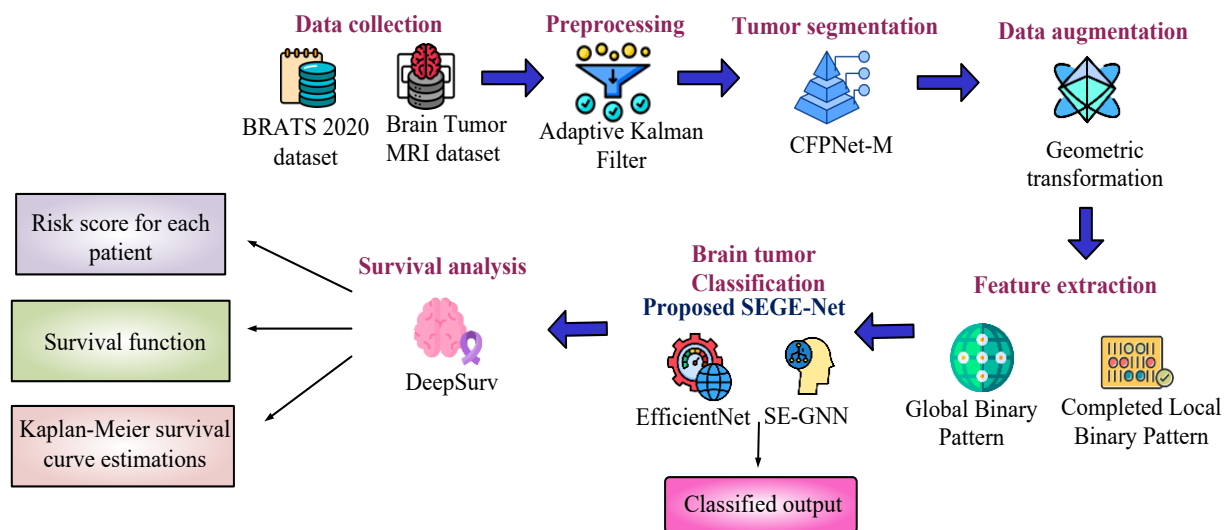 Data collection
BRATS 2020
dataset
Brain Tumor
MRI dataset
Preprocessing
Adaptive Kalman
Filter
Tumor segmentation
CFPNet-M
Data augmentation
Geometric
transformation
Feature extraction
Global Binary
Pattern
Completed Local
Binary Pattern
Brain tumor
Classification
Proposed SEGE-Net
EfficientNet
SE-GNN
Classified output
Survival analysis
DeepSurv
Risk score for each
patient
Survival function
Kaplan-Meier survival
curve estimations